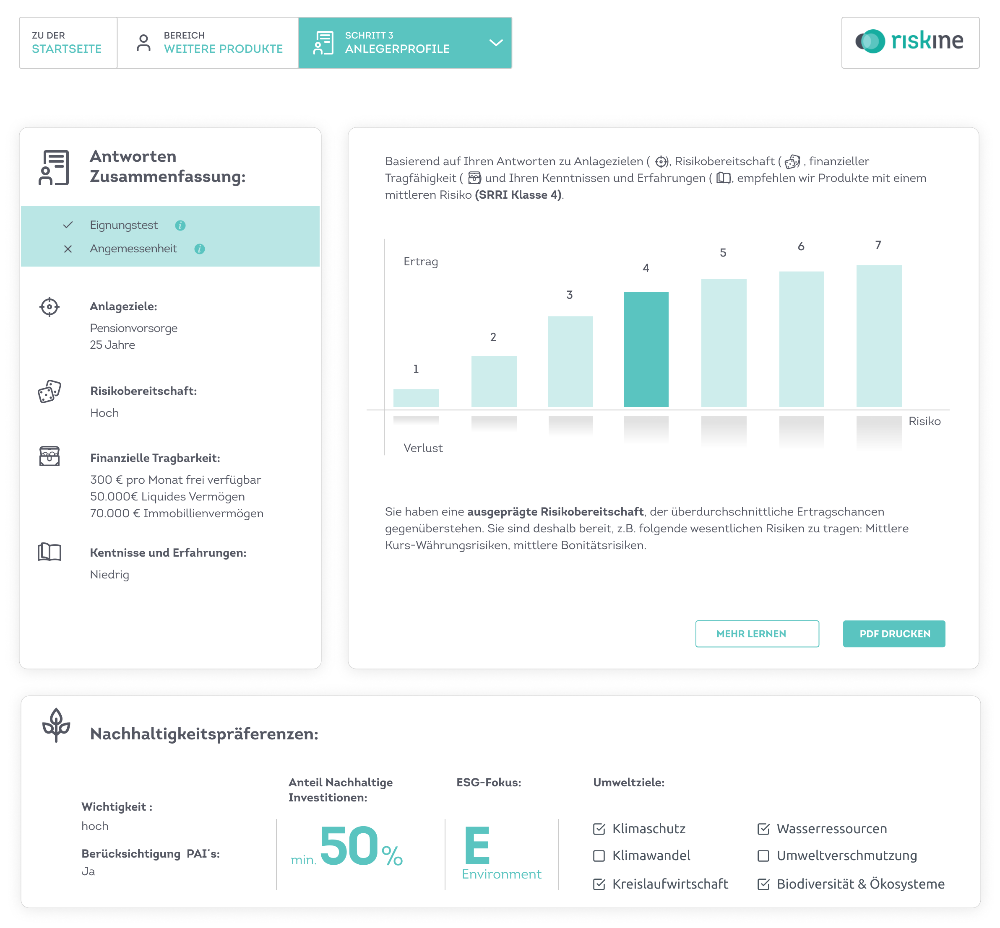 ZU DER
STARTSEITE
BEREICH
WEITERE PRODUKTE
SCHRITT 3
ANLEGERPROFILE
riskine
Antworten
Zusammenfassung:
Eignungstest i
Angemessenheit i
Anlageziele:
Pensionvorsorge
25 Jahre
Risikobereitschaft:
Hoch
Finanzielle Tragbarkeit:
300 € pro Monat frei verfügbar
50.000€ Liquides Vermögen
70.000 € Immobillienvermögen
Kentnisse und Erfahrungen:
Niedrig
Basierend auf Ihren Antworten zu Anlagezielen ( ), Risikobereitschaft ( ) , finanzieller
Tragfähigkeit ( ) und Ihren Kenntnissen und Erfahrungen ( ), empfehlen wir Produkte mit einem
mittleren Risiko (SRRI Klasse 4).
Ertrag
1
2
3
4
5
6
7
Risiko
Verlust
Sie haben eine ausgeprägte Risikobereitschaft, der überdurchschnittliche Ertragschancen
gegenüberstehen. Sie sind deshalb bereit, z.B. folgende wesentlichen Risiken zu tragen: Mittlere
Kurs-Währungsrisiken, mittlere Bonitätsrisiken.
MEHR LERNEN
PDF DRUCKEN
Nachhaltigkeitspräferenzen:
Wichtigkeit :
hoch
Berücksichtigung PAI´s:
Ja
Anteil Nachhaltige
Investitionen:
min. 50 %
ESG-Fokus:
E
Environment
Umweltziele:
Klimaschutz
Klimawandel
Kreislaufwirtschaft
Wasserressourcen
Umweltverschmutzung
Biodiversität & Ökosysteme